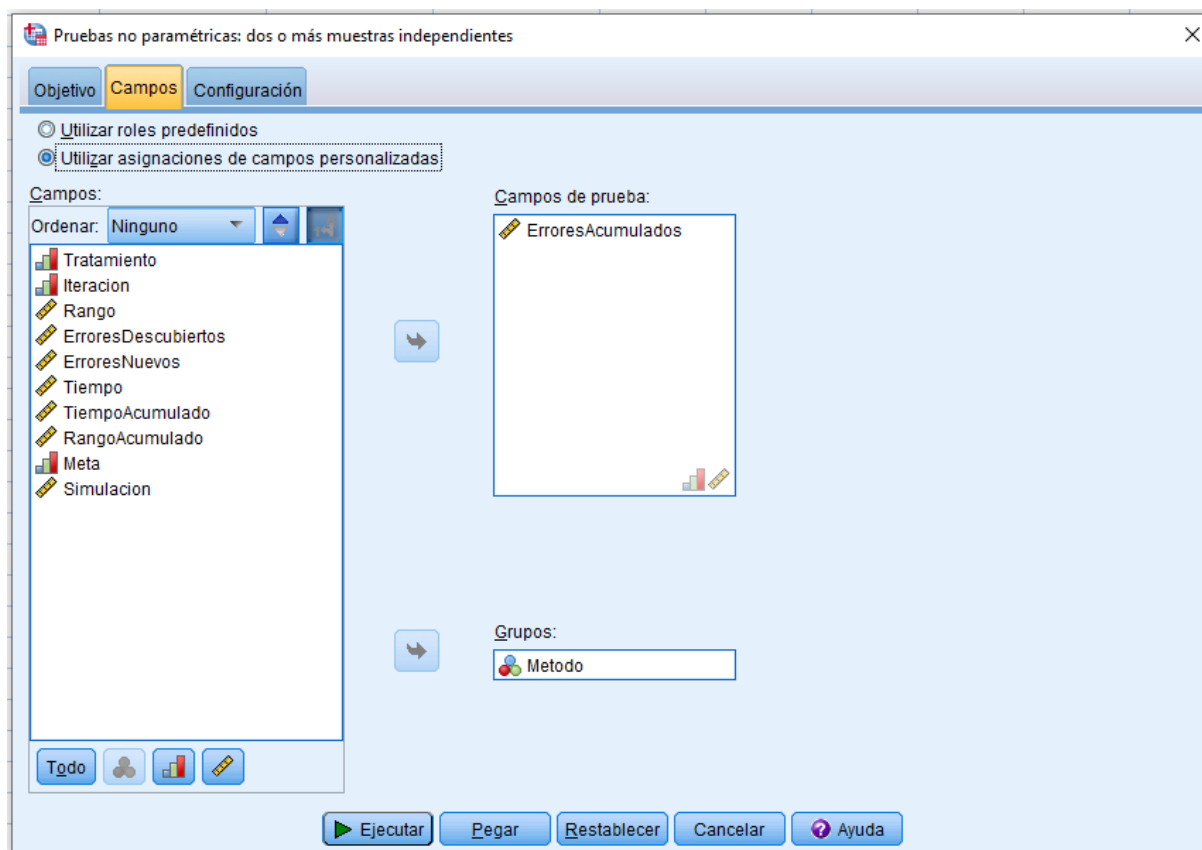 Pruebas no paramétricas: dos o más muestras independientes
Objetivo Campos Configuración
Utilizar roles predefinidos
Utilizar asignaciones de campos personalizadas
Campos:
Ordenar: Ninguno
Tratamiento
Iteracion
Rango
ErroresDescubiertos
ErroresNuevos
Tiempo
TiempoAcumulado
RangoAcumulado
Meta
Simulacion
Todo
Campos de prueba:
ErroresAcumulados
Grupos:
Metodo
Ejecutar Pegar Restablecer Cancelar Ayuda